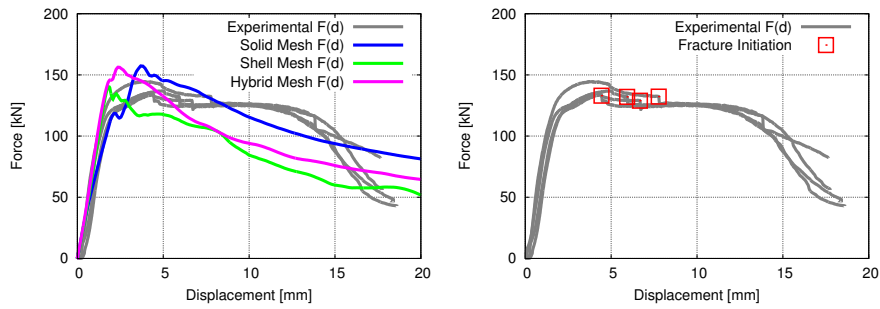 200
150
100
50
0
Force [kN]
0 5 10 15 20
Displacement [mm]
Experimental F(d)
Solid Mesh F(d)
Shell Mesh F(d)
Hybrid Mesh F(d)
200
150
100
50
0
Force [kN]
0 5 10 15 20
Displacement [mm]
Experimental F(d)
Fracture Initiation